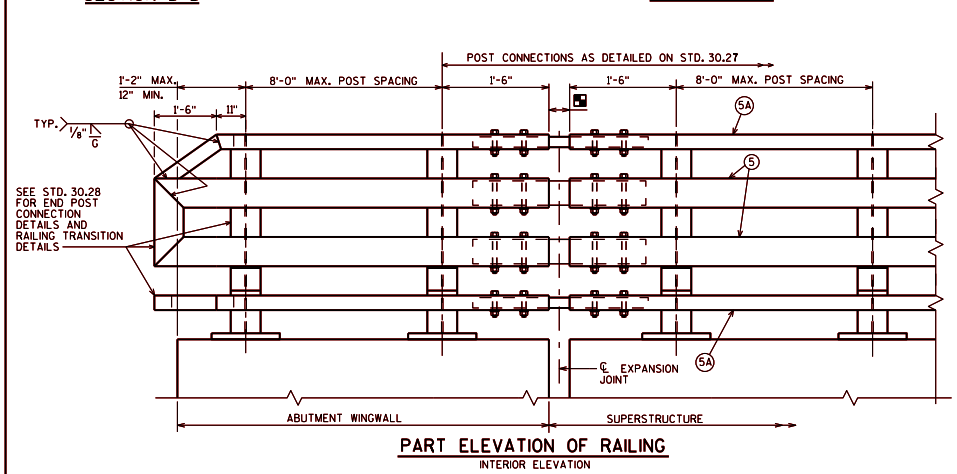 POST CONNECTIONS AS DETAILED ON STD. 30.27
1'-2" MAX.
12" MIN.
8'-0" MAX. POST SPACING
1'-6"
1'-6"
8'-0" MAX. POST SPACING
1'-6"
11"
TYP.
1/8"
G
5A
5
SEE STD. 30.28
FOR END POST
CONNECTION
DETAILS AND
RAILING TRANSITION
DETAILS
5A
℄ EXPANSION
JOINT
ABUTMENT WINGWALL
SUPERSTRUCTURE
PART ELEVATION OF RAILING
INTERIOR ELEVATION